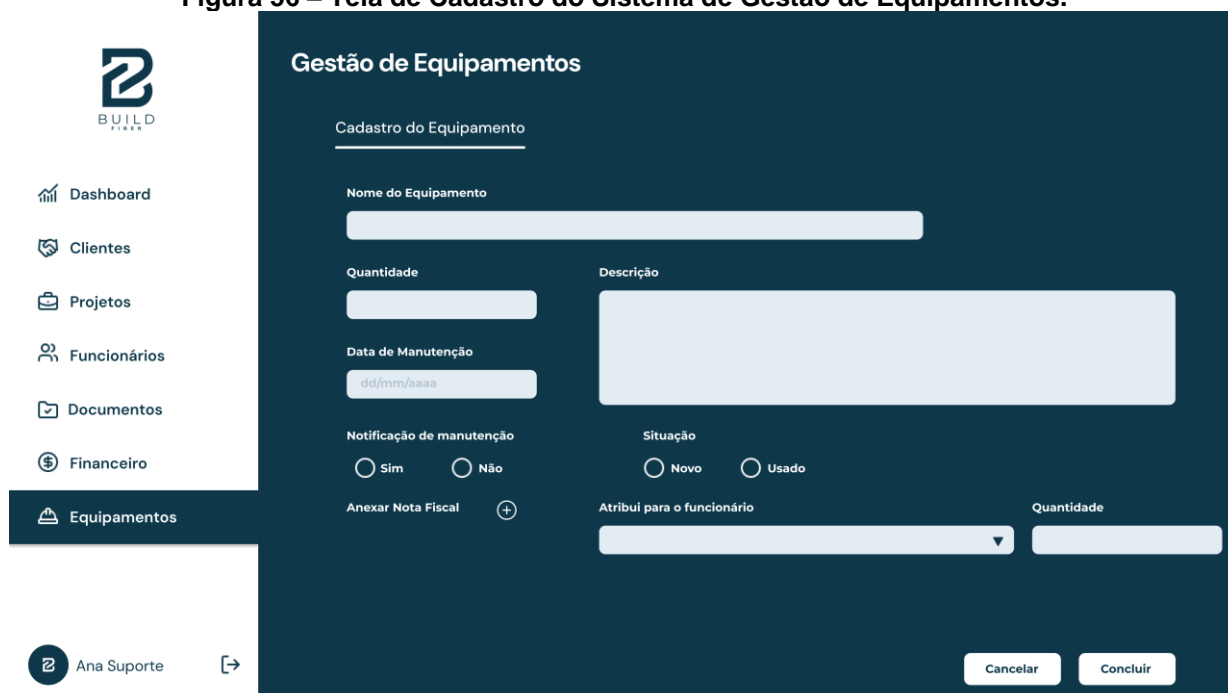 Figura 50 – Tela de Cadastro do Sistema de Gestão de Equipamentos.
BUILD
FIBER
Dashboard
Clientes
Projetos
Funcionários
Documentos
Financeiro
Equipamentos
Ana Suporte
Gestão de Equipamentos
Cadastro do Equipamento
Nome do Equipamento
Quantidade
Descrição
Data de Manutenção
dd/mm/aaaa
Notificação de manutenção
Situação
Sim
Não
Novo
Usado
Anexar Nota Fiscal
Atribui para o funcionário
Quantidade
Cancelar
Concluir